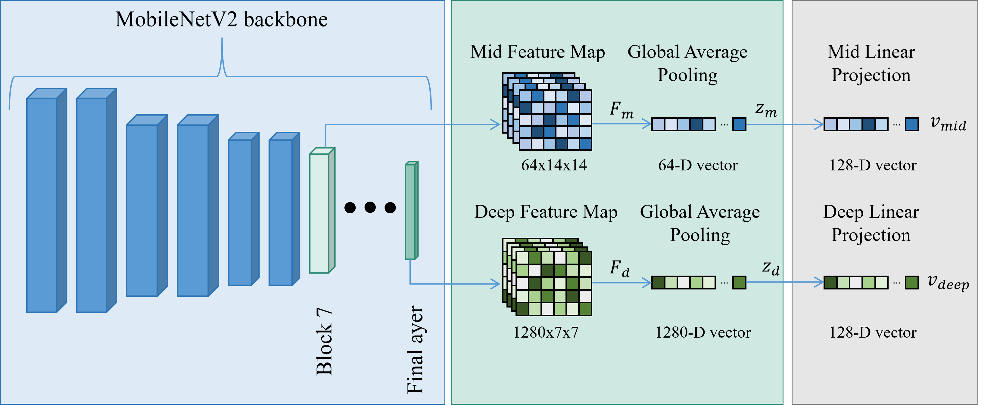 MobileNetV2 backbone
Block 7
Final ayer
Mid Feature Map
64x14x14
F_m
Global Average
Pooling
64-D vector
z_m
Mid Linear
Projection
v_mid
128-D vector
Deep Feature Map
1280x7x7
F_d
Global Average
Pooling
1280-D vector
z_d
Deep Linear
Projection
v_deep
128-D vector